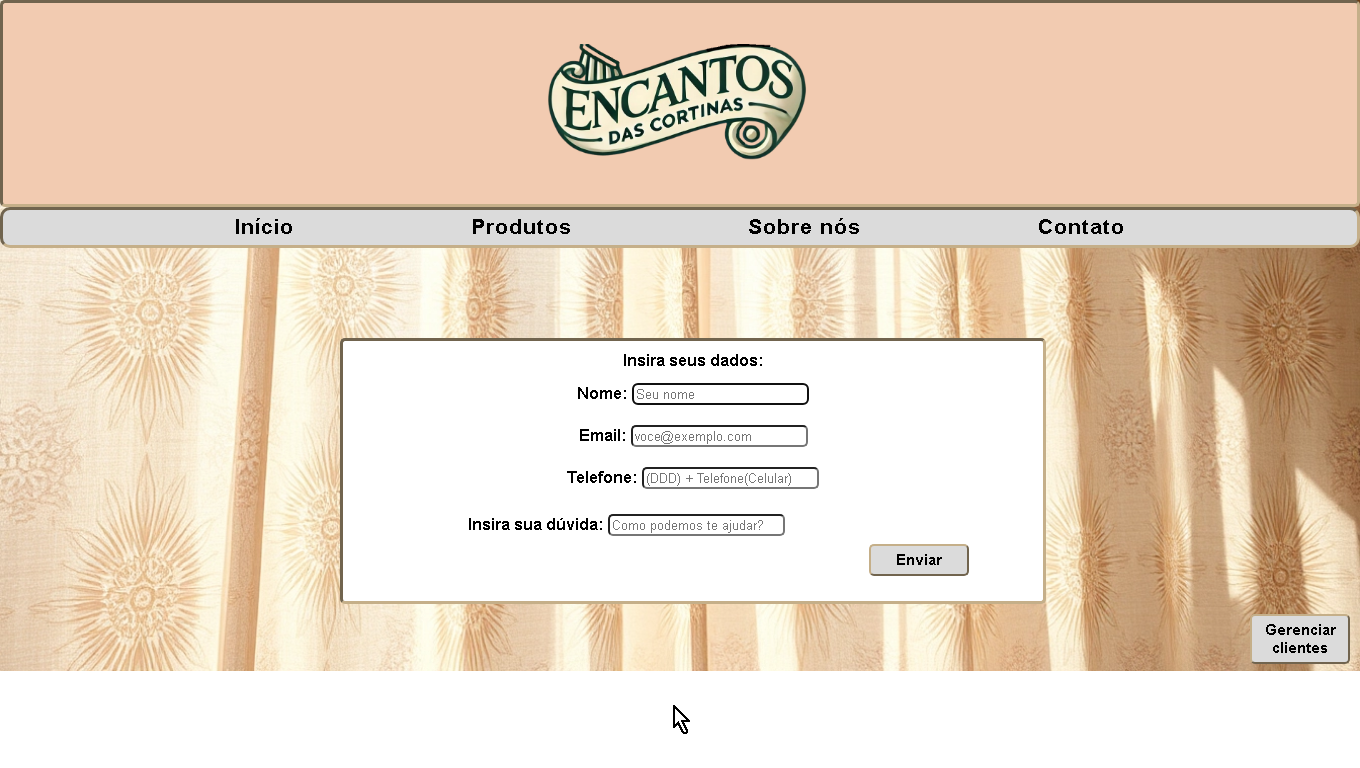 ENCANTOS
DAS CORTINAS
Início Produtos Sobre nós Contato
Insira seus dados:
Nome: Seu nome
Email: voce@exemplo.com
Telefone: (DDD) + Telefone(Celular)
Insira sua dúvida: Como podemos te ajudar?
Enviar
Gerenciar
clientes